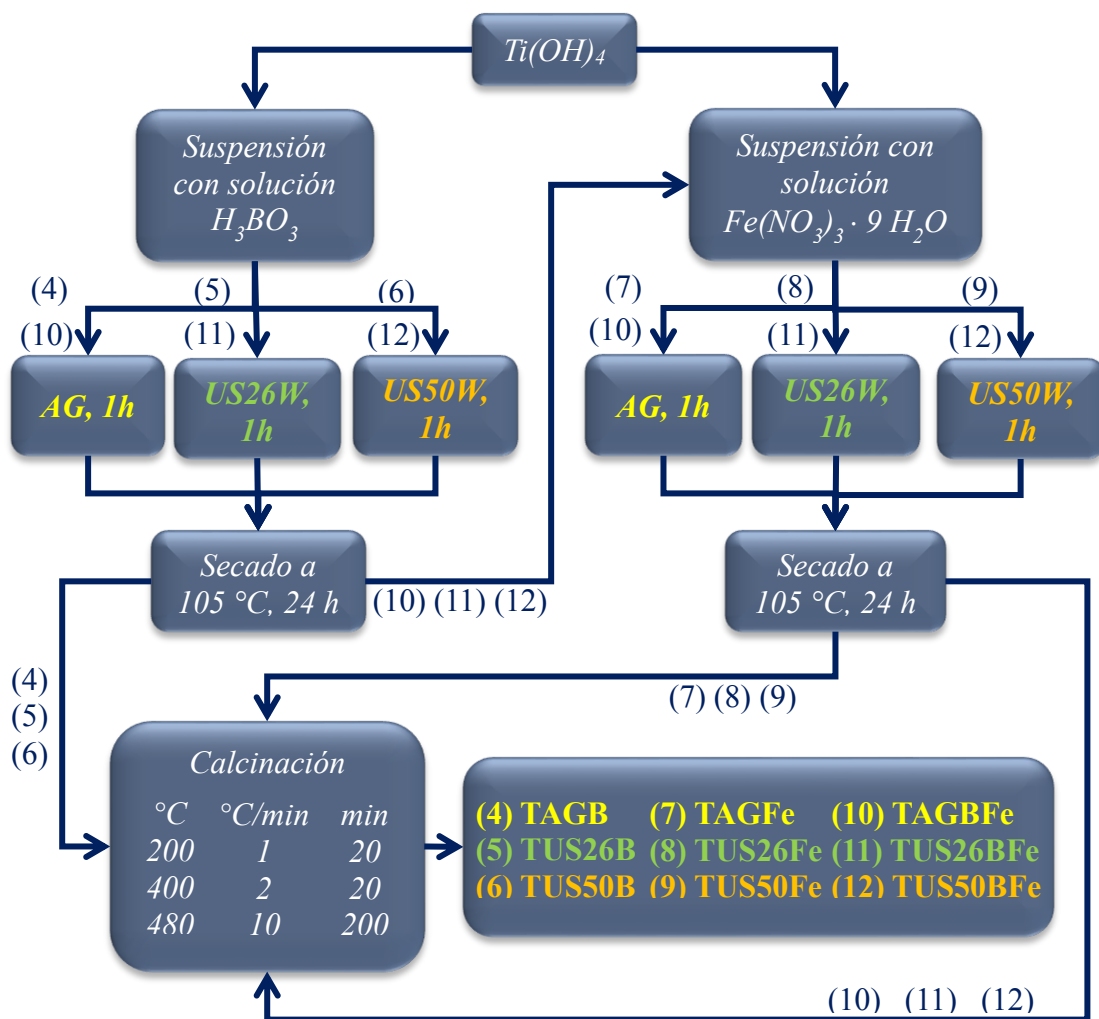 Ti(OH)4
Suspensión
con solución
H3BO3
Suspensión con
solución
Fe(NO3)3 · 9 H2O
(4) (5) (6)
(10) (11) (12)
AG, 1h
US26W,
1h
US50W,
1h
(7) (8) (9)
(10) (11) (12)
AG, 1h
US26W,
1h
US50W,
1h
Secado a
105 °C, 24 h
(10) (11) (12)
Secado a
105 °C, 24 h
(4)
(5)
(6)
(7) (8) (9)
Calcinación
°C °C/min min
200 1 20
400 2 20
480 10 200
(4) TAGB (7) TAGFe (10) TAGBFe
(5) TUS26B (8) TUS26Fe (11) TUS26BFe
(6) TUS50B (9) TUS50Fe (12) TUS50BFe
(10) (11) (12)